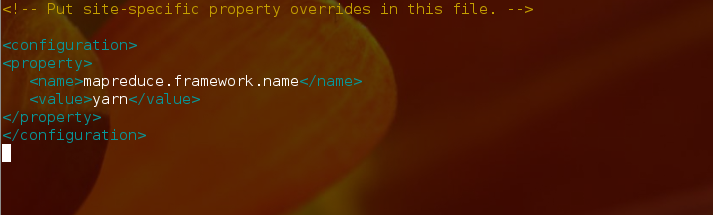 <!-- Put site-specific property overrides in this file. -->
<configuration>
<property>
<name>mapreduce.framework.name</name>
<value>yarn</value>
</property>
</configuration>